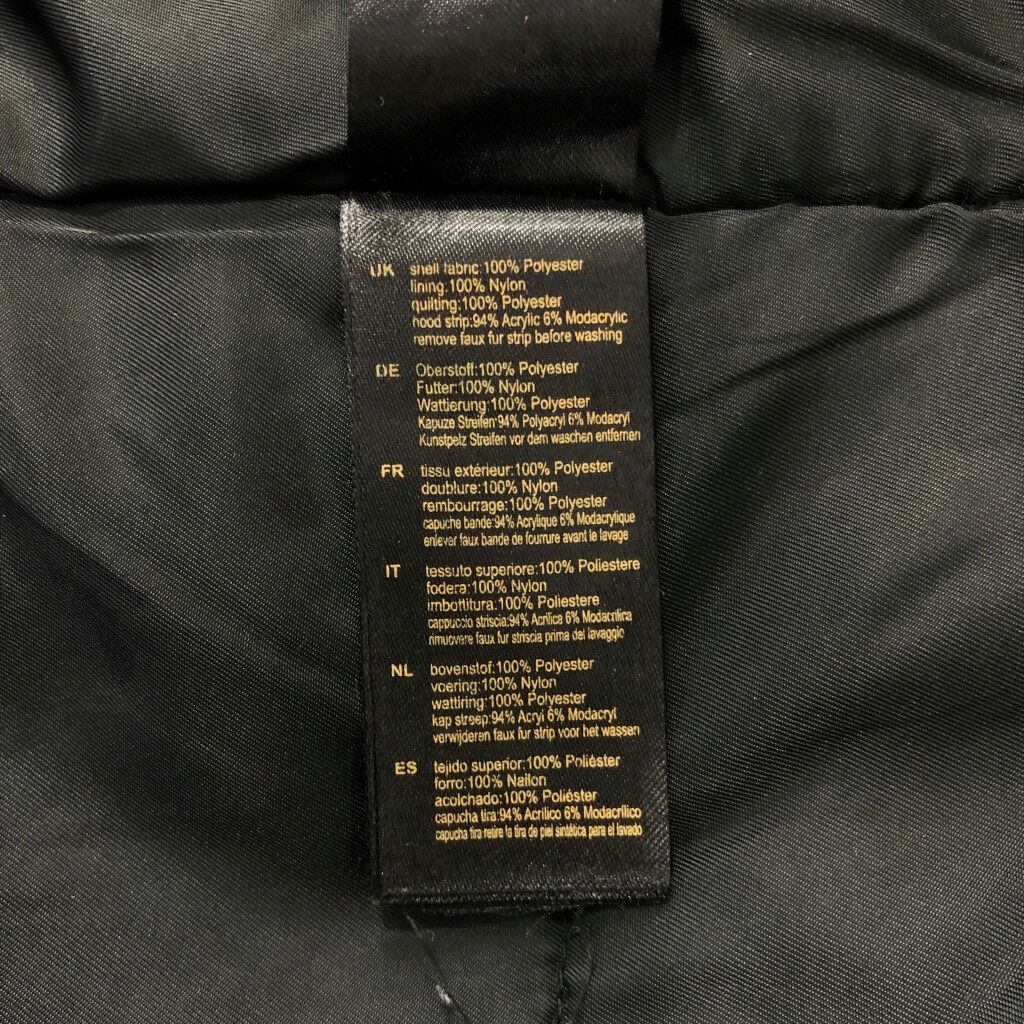 UK shell fabric:100% Polyester
lining:100% Nylon
quilting:100% Polyester
hood strip:94% Acrylic 6% Modacrylic
remove faux fur strip before washing
DE Oberstoff:100% Polyester
Futter:100% Nylon
Wattierung:100% Polyester
Kapuze Streifen:94% Polyacryl 6% Modacryl
Kunstpelz Streifen vor dem waschen entfernen
FR tissu extérieur:100% Polyester
doublure:100% Nylon
rembourrage:100% Polyester
capuche bande:94% Acrylique 6% Modacrylique
enlever faux bande de fourrure avant le lavage
IT tessuto superiore:100% Poliestere
fodera:100% Nylon
imbottitura:100% Poliestere
cappuccio striscia:94% Acrilica 6% Modacrilica
rimuovere faux fur striscia prima del lavaggio
NL bovenstof:100% Polyester
voering:100% Nylon
wattiring:100% Polyester
kap streep:94% Acryl 6% Modacryl
verwijderen faux fur strip voor het wassen
ES tejido superior:100% Poliéster
forro:100% Nailon
acolchado:100% Poliéster
capucha tira:94% Acrilico 6% Modacrílico
capucha tira retire la tira de piel sintética para el lavado